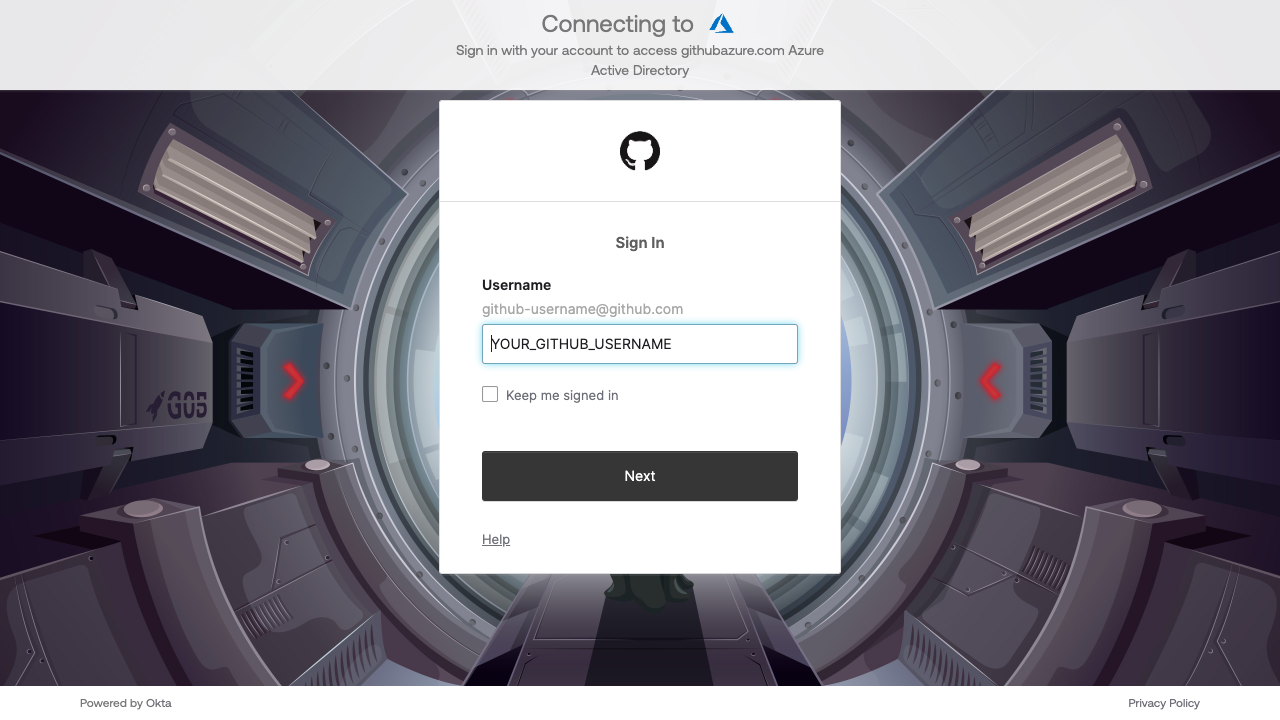 Connecting to
Sign in with your account to access githubazure.com Azure
Active Directory
Sign In
Username
github-username@github.com
YOUR_GITHUB_USERNAME
Keep me signed in
G05
Next
Help
Powered by Okta
Privacy Policy